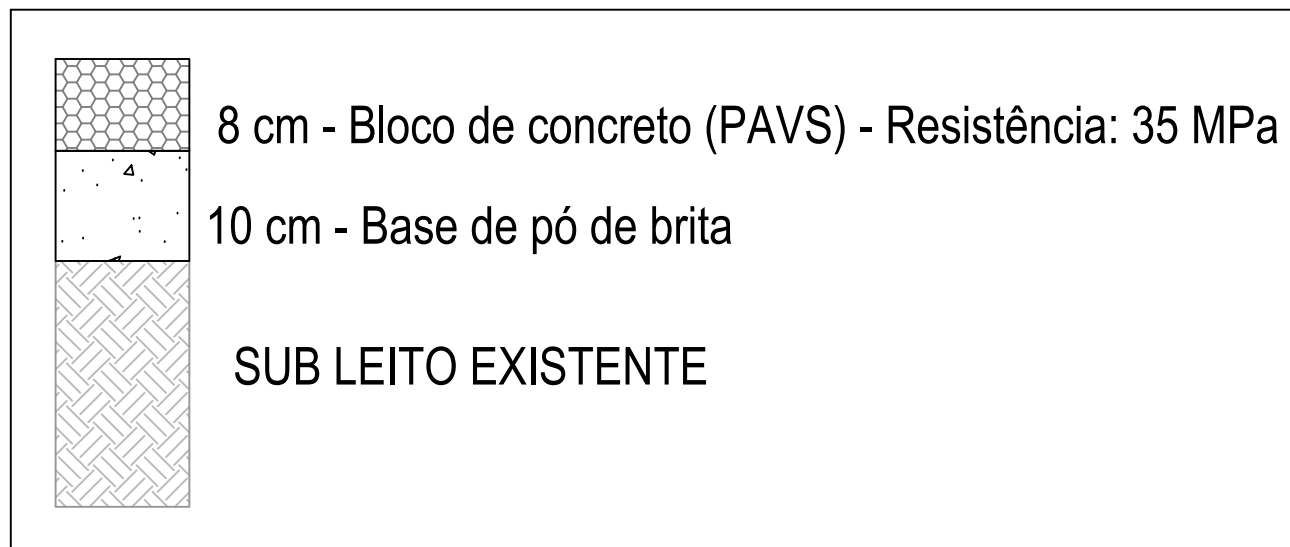 8 cm - Bloco de concreto (PAVS) - Resistência: 35 MPa
10 cm - Base de pó de brita
SUB LEITO EXISTENTE